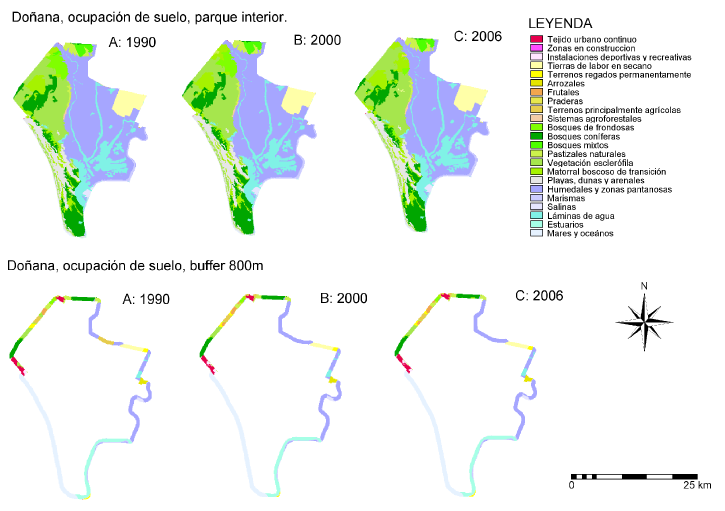 Doñana, ocupación de suelo, parque interior.
A: 1990
B: 2000
C: 2006
LEYENDA
Tejido urbano continuo
Zonas en construccion
Instalaciones deportivas y recreativas
Tierras de labor en secano
Terrenos regados permanentemente
Arrozales
Frutales
Praderas
Terrenos principalmente agrícolas
Sistemas agroforestales
Bosques de frondosas
Bosques coníferas
Bosques mixtos
Pastizales naturales
Vegetación esclerófila
Matorral boscoso de transición
Playas, dunas y arenales
Humedales y zonas pantanosas
Marismas
Salinas
Láminas de agua
Estuarios
Mares y oceános
Doñana, ocupación de suelo, buffer 800m
A: 1990
B: 2000
C: 2006
N
0 25 km